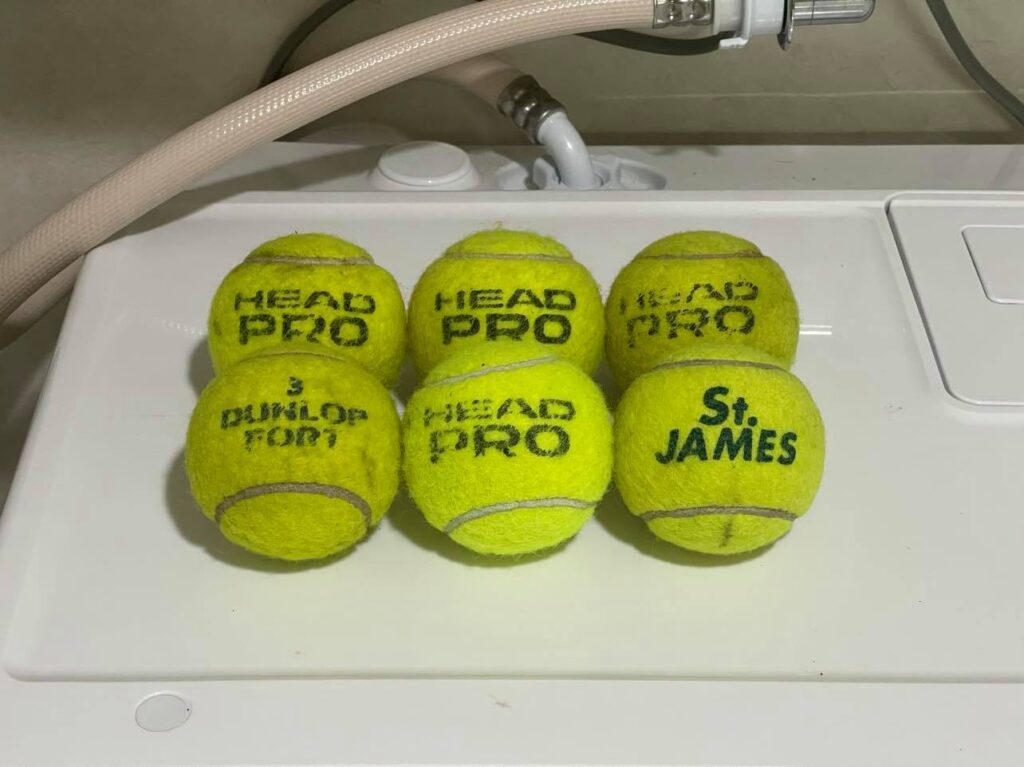 HEAD
PRO
HEAD
PRO
HEAD
PRO
3
DUNLOP
FORT
HEAD
PRO
St.
JAMES